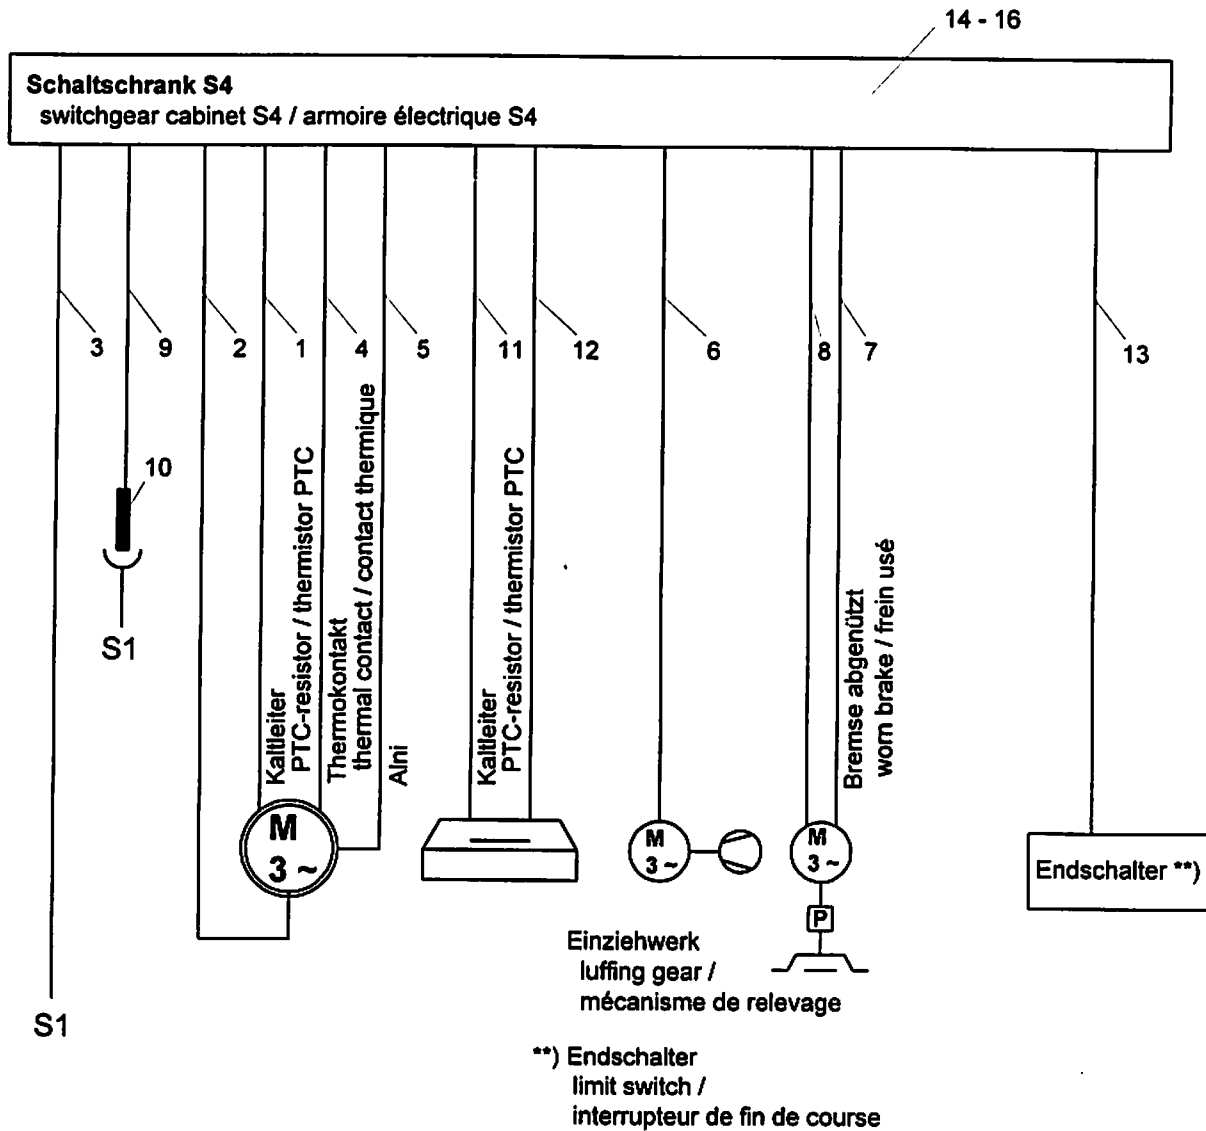 14 - 16
Schaltschrank S4
switchgear cabinet S4 / armoire électrique S4
3
9
2
1
4
5
11
12
6
8
7
13
10
S1
Kaltleiter
PTC-resistor / thermistor PTC
Thermokontakt
thermal contact / contact thermique
Alni
Kaltleiter
PTC-resistor / thermistor PTC
Bremse abgenützt
worn brake / frein usé
M
3 ~
M
3 ~
M
3 ~
P
Endschalter **)
Einziehwerk
luffing gear /
mécanisme de relevage
S1
**) Endschalter
limit switch /
interrupteur de fin de course